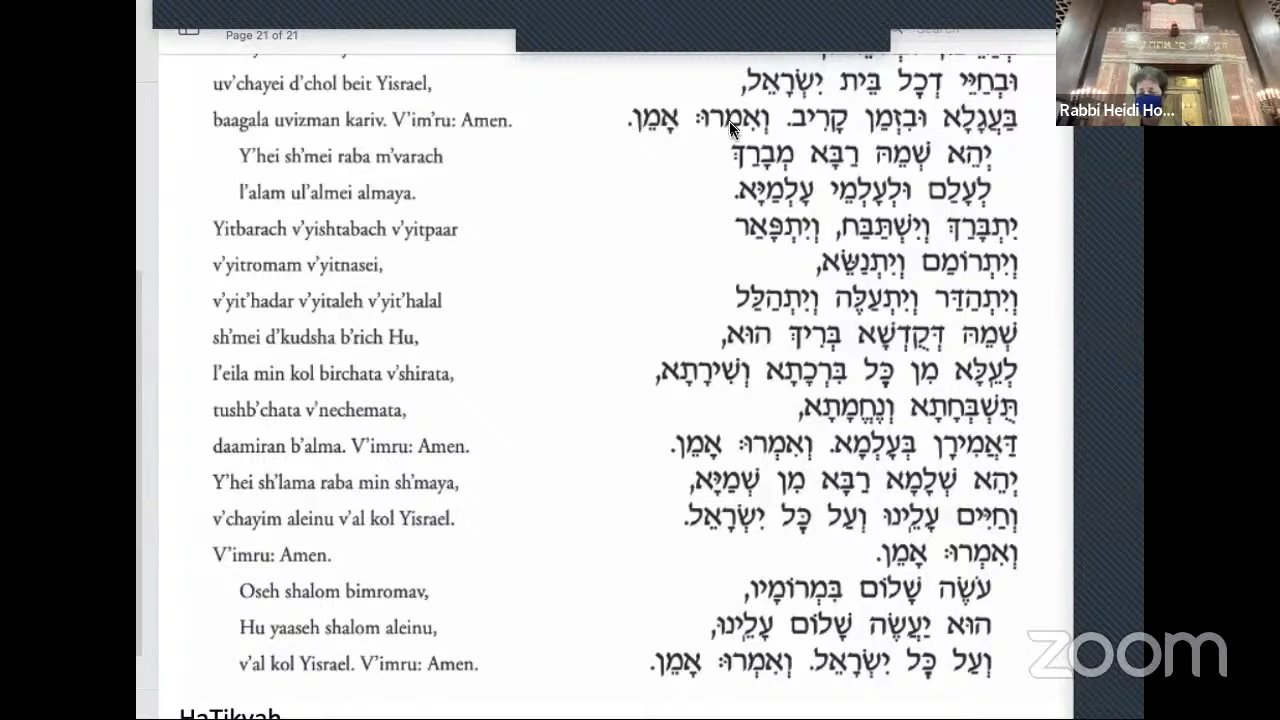 Page 21 of 21
Search
Rabbi Heidi Ho...
uv'chayei d'chol beit Yisrael,
וּבְחַיֵּי דְכָל בֵּית יִשְׂרָאֵל,
baagala uvizman kariv. V'im'ru: Amen.
בַּעֲגָלָא וּבִזְמַן קָרִיב. וְאִמְרוּ: אָמֵן.
Y'hei sh'mei raba m'varach
יְהֵא שְׁמֵהּ רַבָּא מְבָרַךְ
l'alam ul'almei almaya.
לְעָלַם וּלְעָלְמֵי עָלְמַיָּא.
Yitbarach v'yishtabach v'yitpaar
יִתְבָּרַךְ וְיִשְׁתַּבַּח, וְיִתְפָּאַר
v'yitromam v'yitnasei,
וְיִתְרוֹמַם וְיִתְנַשֵּׂא,
v'yit'hadar v'yitaleh v'yit'halal
וְיִתְהַדַּר וְיִתְעַלֶּה וְיִתְהַלַּל
sh'mei d'kudsha b'rich Hu,
שְׁמֵהּ דְּקֻדְשָׁא בְּרִיךְ הוּא,
l'eila min kol birchata v'shirata,
לְעֵלָּא מִן כָּל בִּרְכָתָא וְשִׁירָתָא,
tushb'chata v'nechemata,
תֻּשְׁבְּחָתָא וְנֶחֱמָתָא,
daamiran b'alma. V'imru: Amen.
דַּאֲמִירָן בְּעָלְמָא. וְאִמְרוּ: אָמֵן.
Y'hei sh'lama raba min sh'maya,
יְהֵא שְׁלָמָא רַבָּא מִן שְׁמַיָּא,
v'chayim aleinu v'al kol Yisrael.
וְחַיִּים עָלֵינוּ וְעַל כָּל יִשְׂרָאֵל.
V'imru: Amen.
וְאִמְרוּ: אָמֵן.
Oseh shalom bimromav,
עֹשֶׂה שָׁלוֹם בִּמְרוֹמָיו,
Hu yaaseh shalom aleinu,
הוּא יַעֲשֶׂה שָׁלוֹם עָלֵינוּ,
v'al kol Yisrael. V'imru: Amen.
וְעַל כָּל יִשְׂרָאֵל. וְאִמְרוּ: אָמֵן.
zoom
HaTikvah